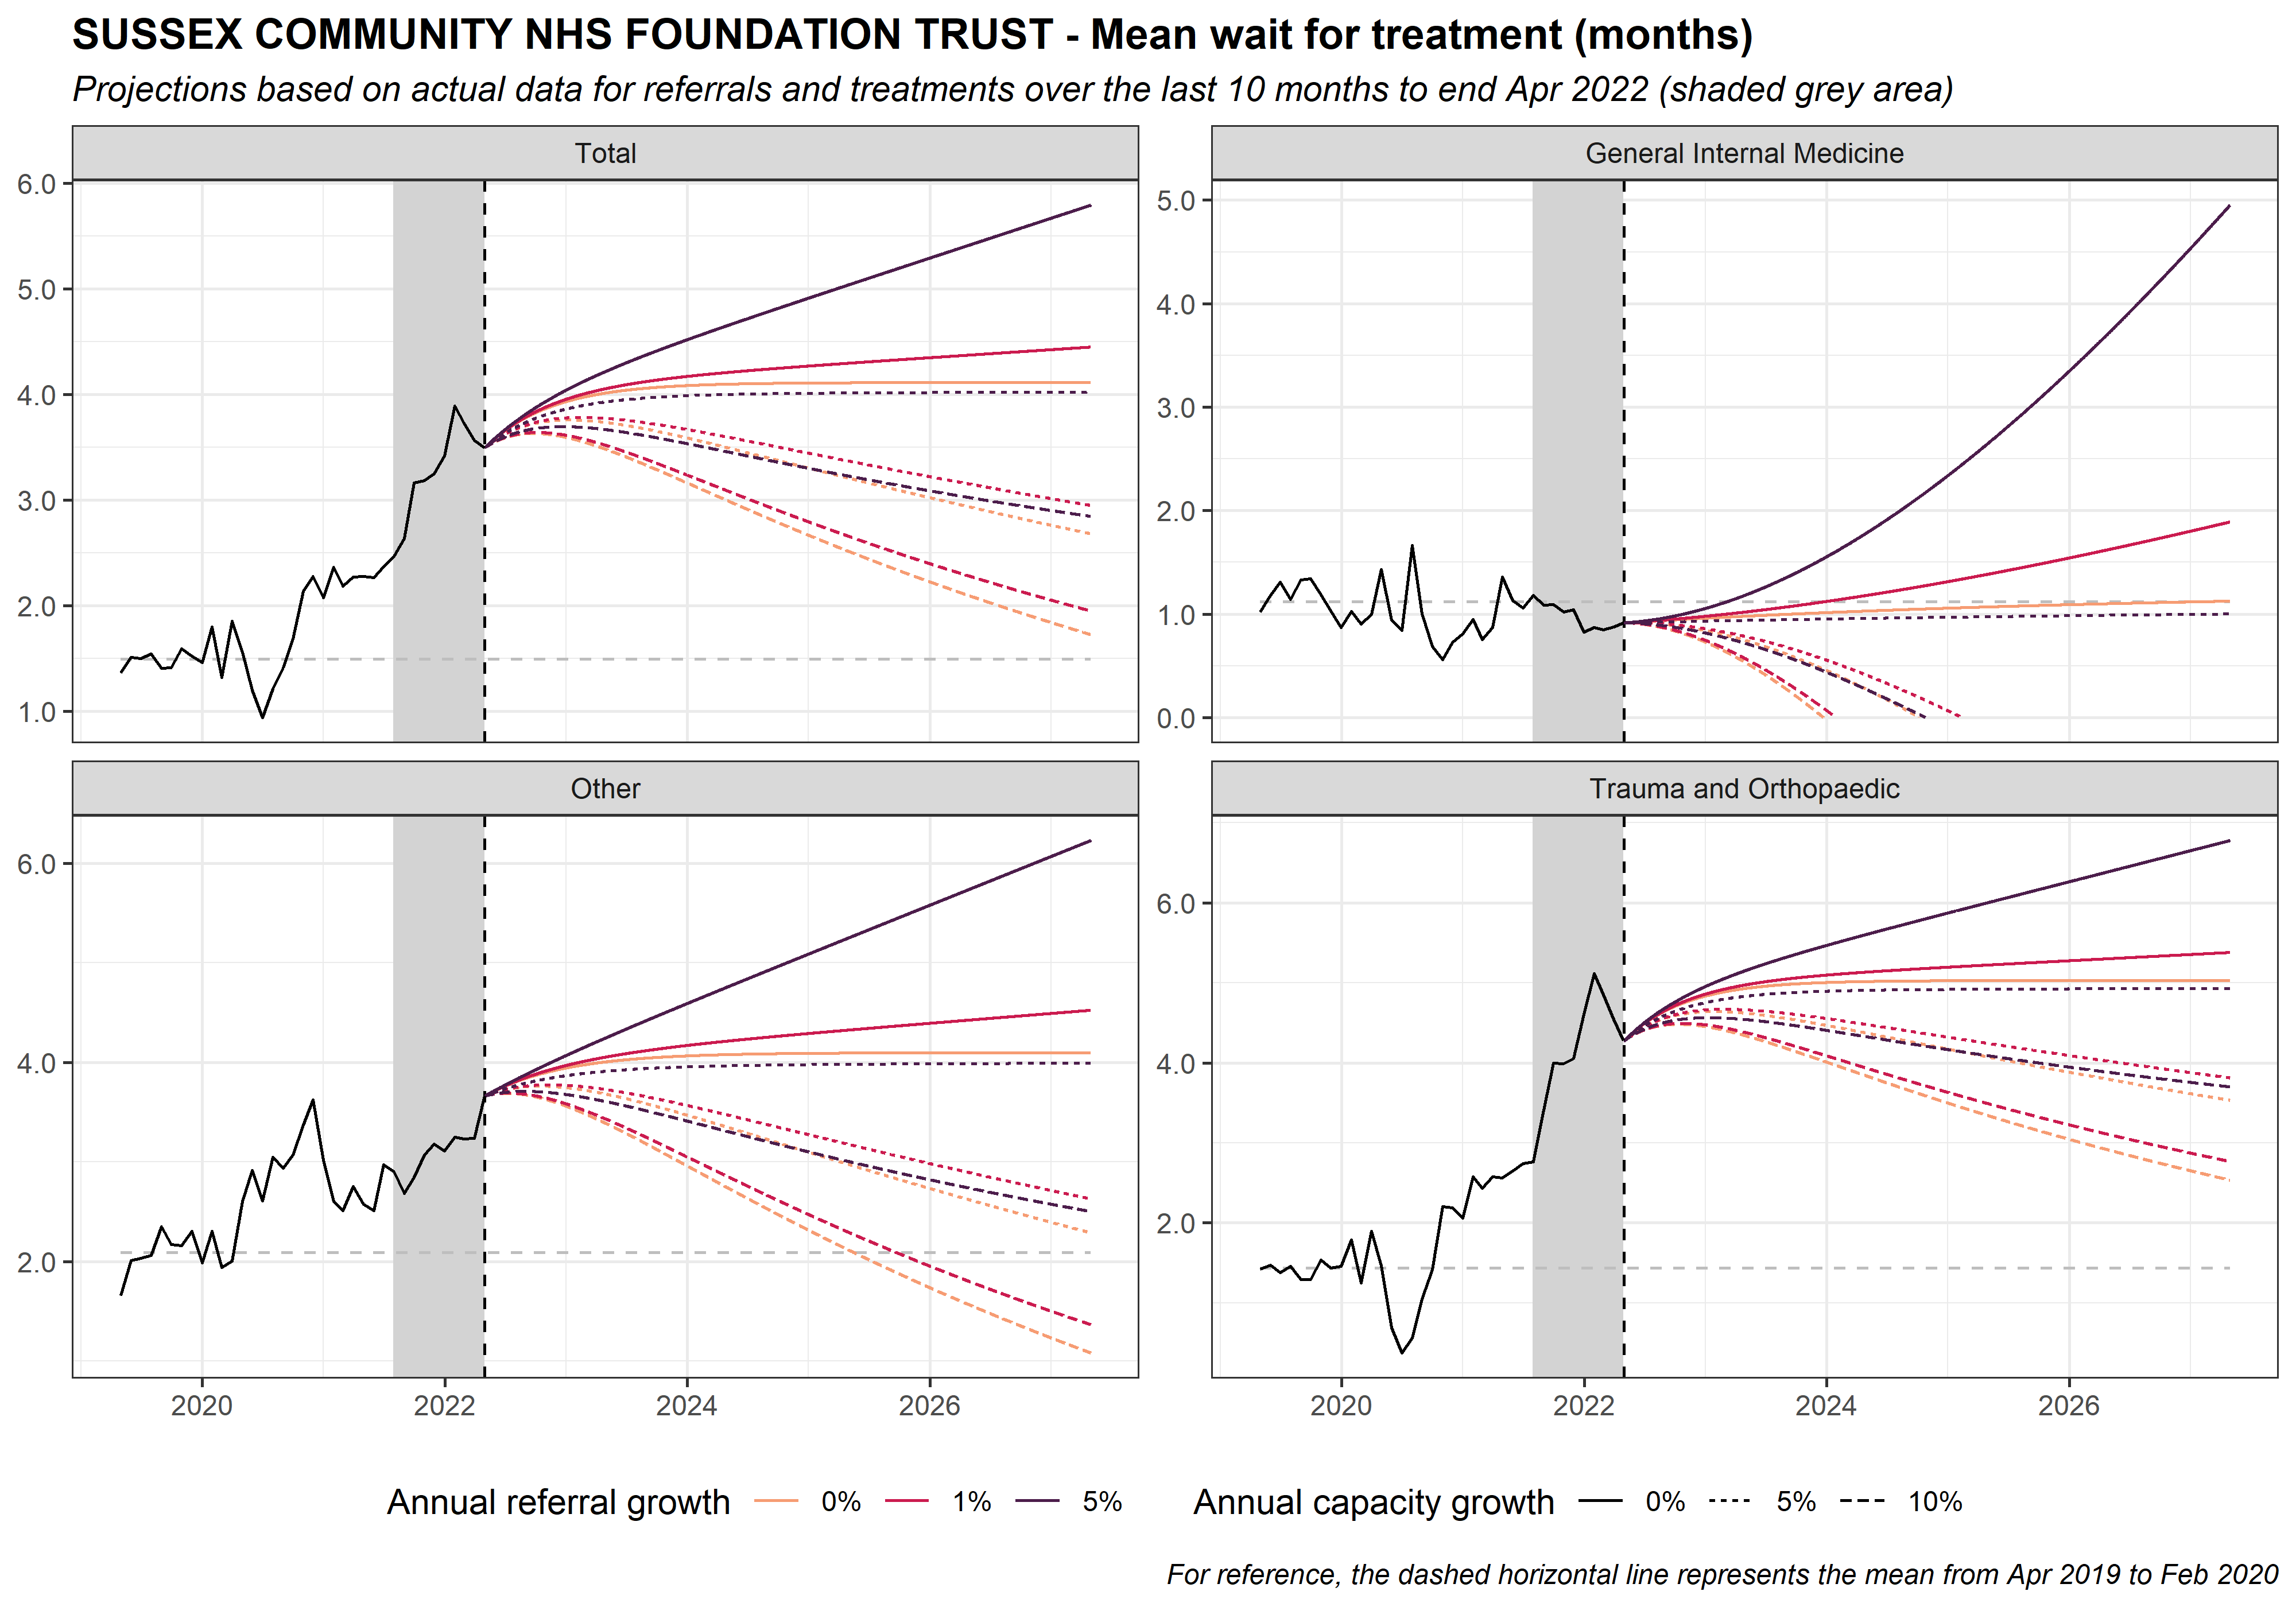 SUSSEX COMMUNITY NHS FOUNDATION TRUST - Mean wait for treatment (months)
Projections based on actual data for referrals and treatments over the last 10 months to end Apr 2022 (shaded grey area)
Total
6.0
5.0
4.0
3.0
2.0
1.0
General Internal Medicine
5.0
4.0
3.0
2.0
1.0
0.0
Other
6.0
4.0
2.0
2020 2022 2024 2026
Trauma and Orthopaedic
6.0
4.0
2.0
2020 2022 2024 2026
Annual referral growth 0% 1% 5%
Annual capacity growth 0% 5% 10%
For reference, the dashed horizontal line represents the mean from Apr 2019 to Feb 2020